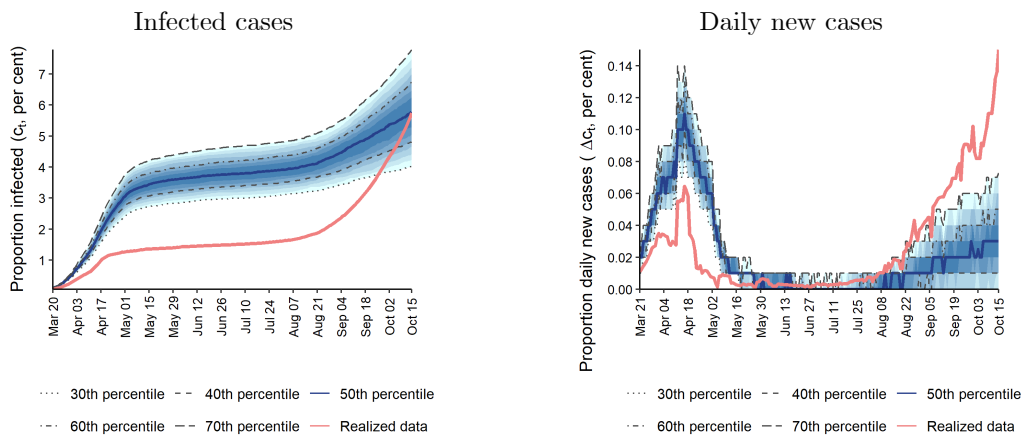 Infected cases
Daily new cases
Proportion infected (cₜ, per cent)
7
6
5
4
3
2
1
Mar 20
Apr 03
Apr 17
May 01
May 15
May 29
Jun 12
Jun 26
Jul 10
Jul 24
Aug 07
Aug 21
Sep 04
Sep 18
Oct 02
Oct 15
30th percentile
40th percentile
50th percentile
60th percentile
70th percentile
Realized data
Proportion daily new cases ( Δcₜ, per cent)
0.14
0.12
0.10
0.08
0.06
0.04
0.02
0.00
Mar 21
Apr 04
Apr 18
May 02
May 16
May 30
Jun 13
Jun 27
Jul 11
Jul 25
Aug 08
Aug 22
Sep 05
Sep 19
Oct 03
Oct 15
30th percentile
40th percentile
50th percentile
60th percentile
70th percentile
Realized data